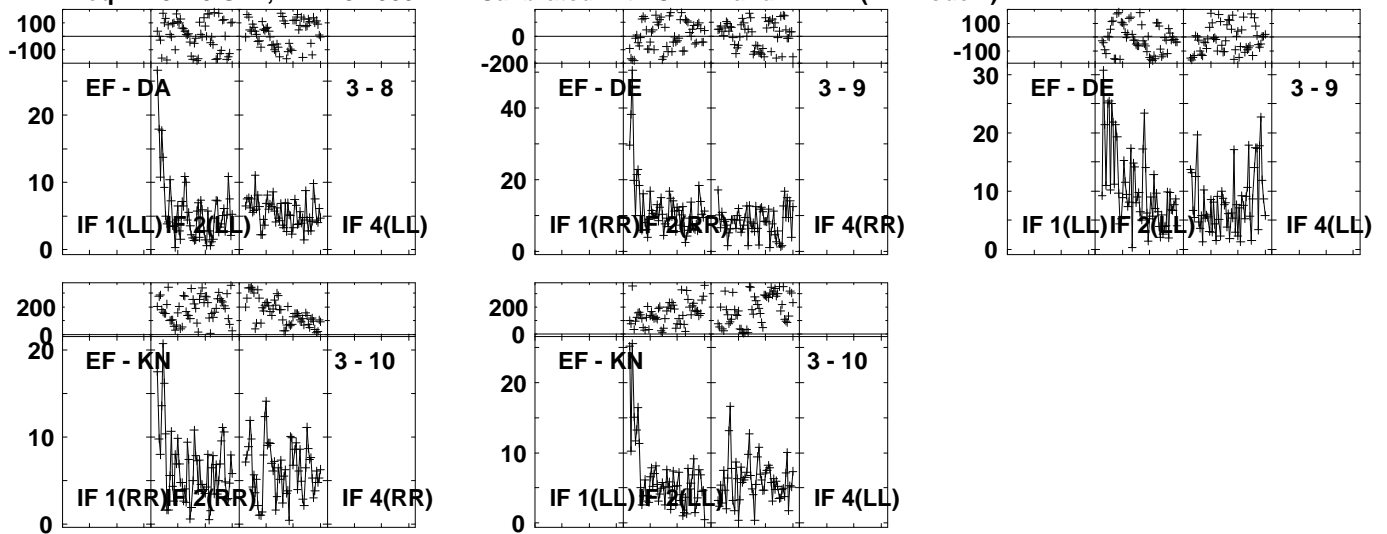 100
-100
EF - DA 3 - 8
20
10
0
IF 1(LL) IF 2(LL) IF 4(LL)
0
-200
EF - DE 3 - 9
40
20
0
IF 1(RR) IF 2(RR) IF 4(RR)
100
-100
30
EF - DE 3 - 9
20
10
0
IF 1(LL) IF 2(LL) IF 4(LL)
200
0
20
EF - KN 3 - 10
10
0
IF 1(RR) IF 2(RR) IF 4(RR)
200
0
EF - KN 3 - 10
20
10
0
IF 1(LL) IF 2(LL) IF 4(LL)